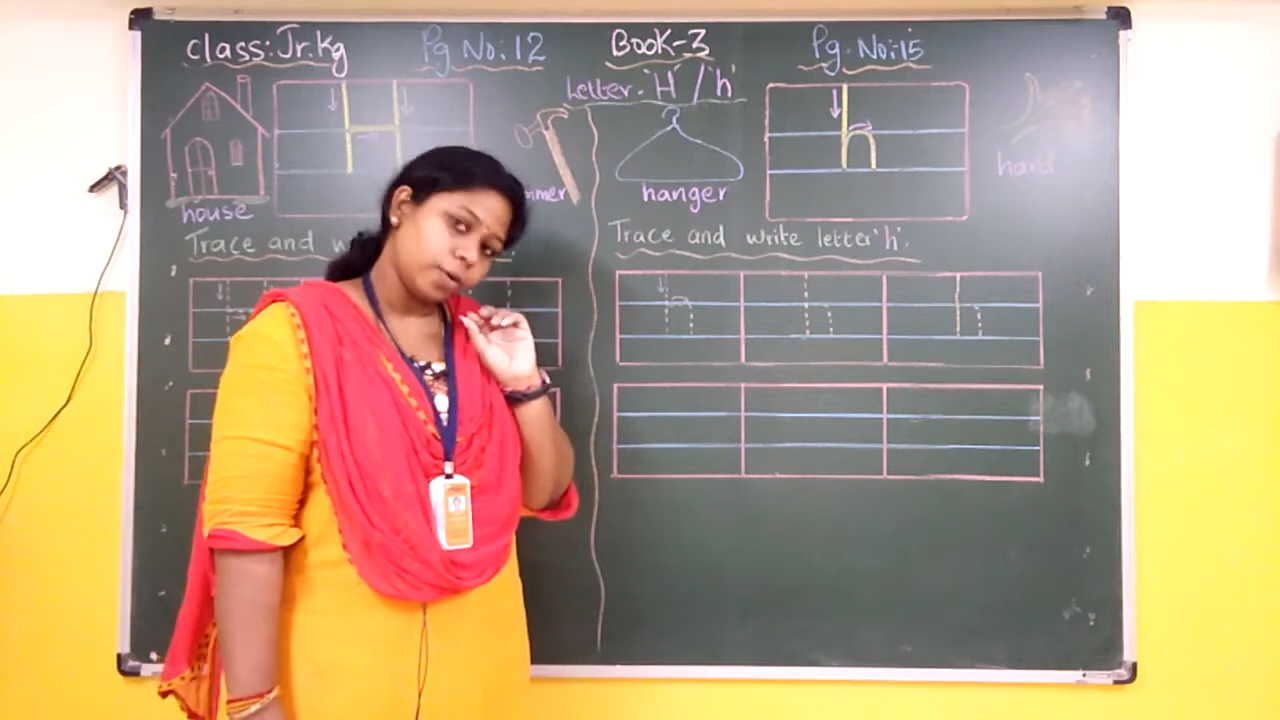 Class: Jr.Kg
Pg No: 12
BOOK-3
Pg. No: 15
Letter - 'H' / 'h'
house
hanger
hand
Trace and
Trace and write letter 'h'.